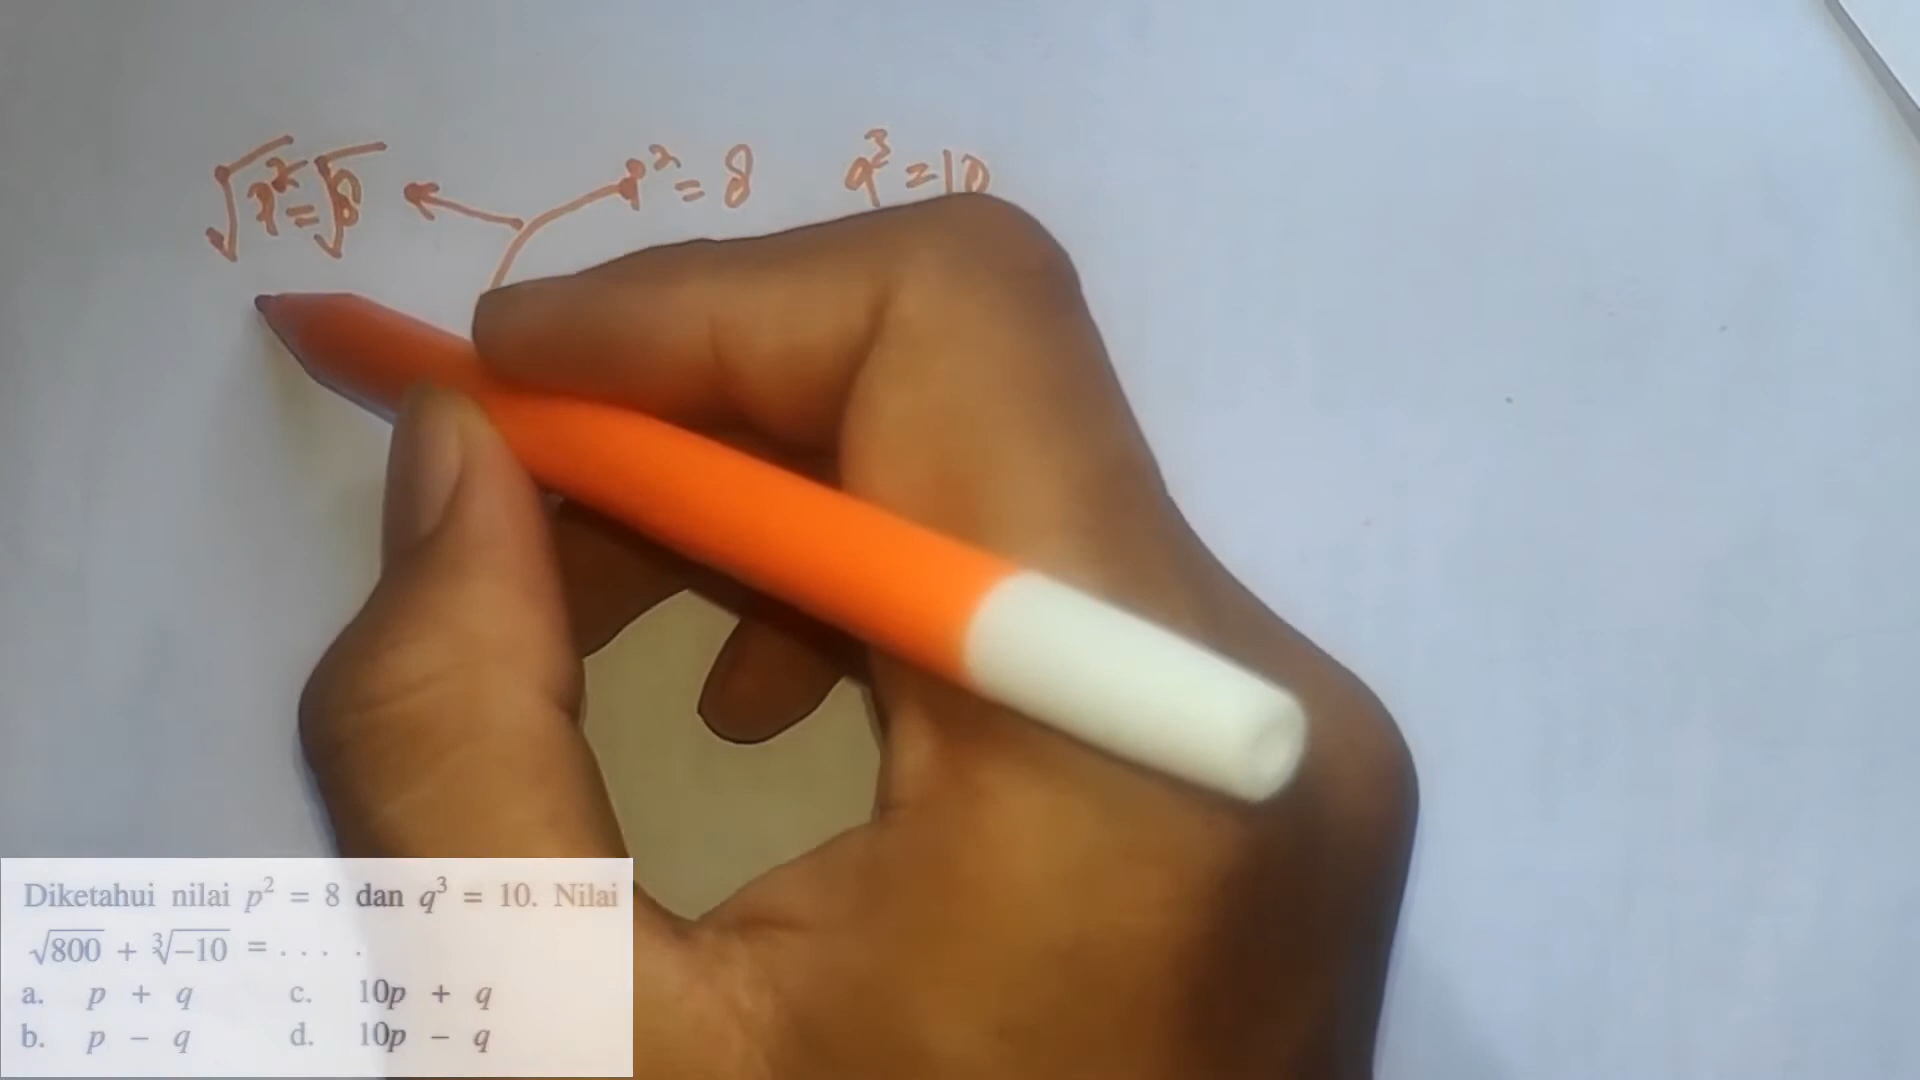 √p² = √8 p² = 8 q³ = 10
Diketahui nilai p² = 8 dan q³ = 10. Nilai
√800 + ∛−10 = . . . .
a. p + q c. 10p + q
b. p − q d. 10p − q